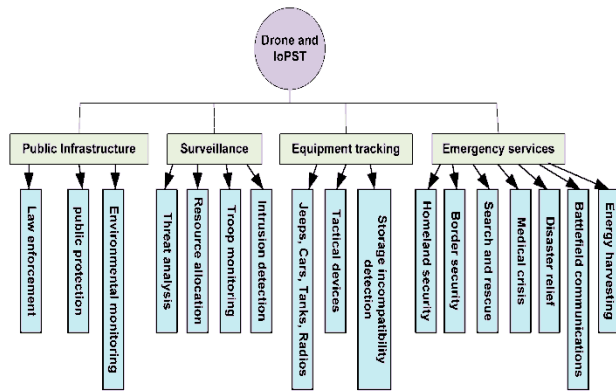 Drone and
IoPST
Public Infrastructure
Surveillance
Equipment tracking
Emergency services
Law enforcement
public protection
Environmental monitoring
Threat analysis
Resource allocation
Troop monitoring
Intrusion detection
Jeeps, Cars, Tanks, Radios
Tactical devices
Storage incompatibility
detection
Homeland security
Border security
Search and rescue
Medical crisis
Disaster relief
Battlefield communications
Energy harvesting